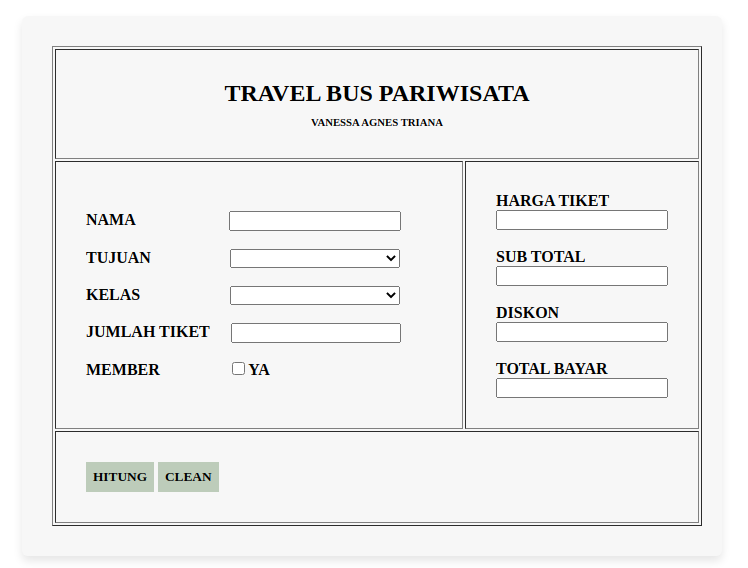 TRAVEL BUS PARIWISATA
VANESSA AGNES TRIANA
NAMA
TUJUAN
KELAS
JUMLAH TIKET
MEMBER YA
HARGA TIKET
SUB TOTAL
DISKON
TOTAL BAYAR
HITUNG CLEAN